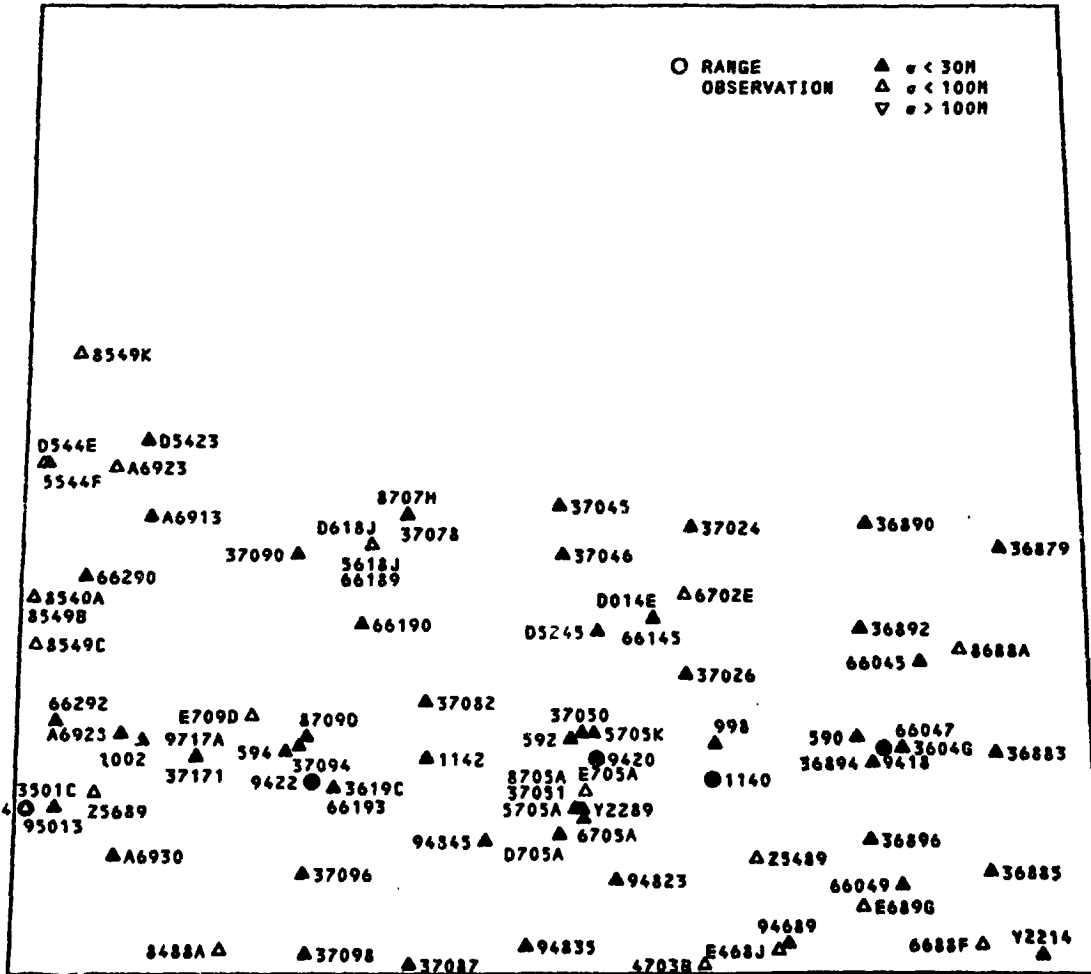 RANGE
OBSERVATION
σ < 30M
σ < 100M
σ > 100M
8549K
D544E
D5423
5544F
A6923
8707M
37045
A6913
D618J
37078
37024
36890
37090
5618J
37046
36879
66189
66290
8540A
D014E
6702E
8549B
66190
D5245
66145
36892
8549C
66045
8688A
37026
66292
37082
E709D
8709D
37050
998
66047
A6923
9717A
592
5705K
590
3604G
1002
594
37094
1142
9420
36894
9418
36883
37171
8705A
E705A
9422
3619C
1140
3501C
37051
4
Z5689
66193
5705A
Y2289
95013
6705A
94845
D705A
36896
A6930
Z5489
37096
94823
36885
66049
E689G
94689
8488A
37098
94835
E468J
6688F
Y2214
37087
4703B